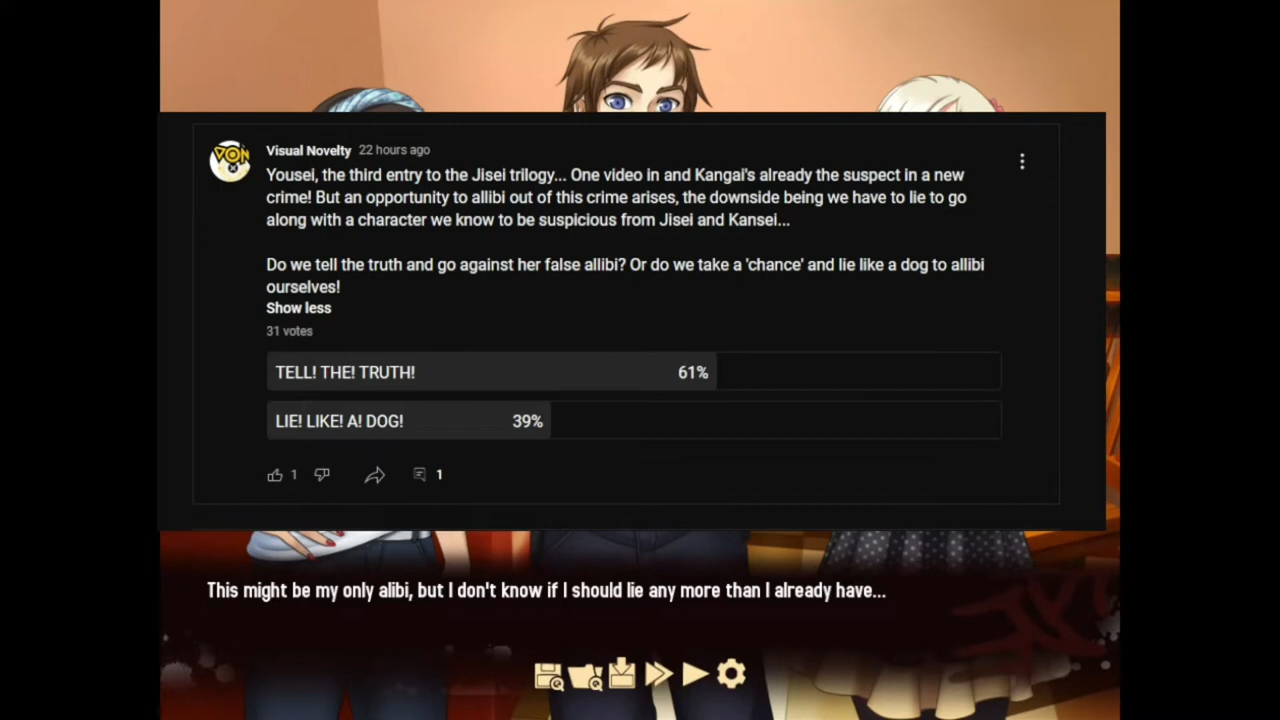 VON
Visual Novelty 22 hours ago
Yousei, the third entry to the Jisei trilogy... One video in and Kangai's already the suspect in a new
crime! But an opportunity to allibi out of this crime arises, the downside being we have to lie to go
along with a character we know to be suspicious from Jisei and Kansei...
Do we tell the truth and go against her false allibi? Or do we take a 'chance' and lie like a dog to allibi
ourselves!
Show less
31 votes
TELL! THE! TRUTH! 61%
LIE! LIKE! A! DOG! 39%
1 1
This might be my only alibi, but I don't know if I should lie any more than I already have...